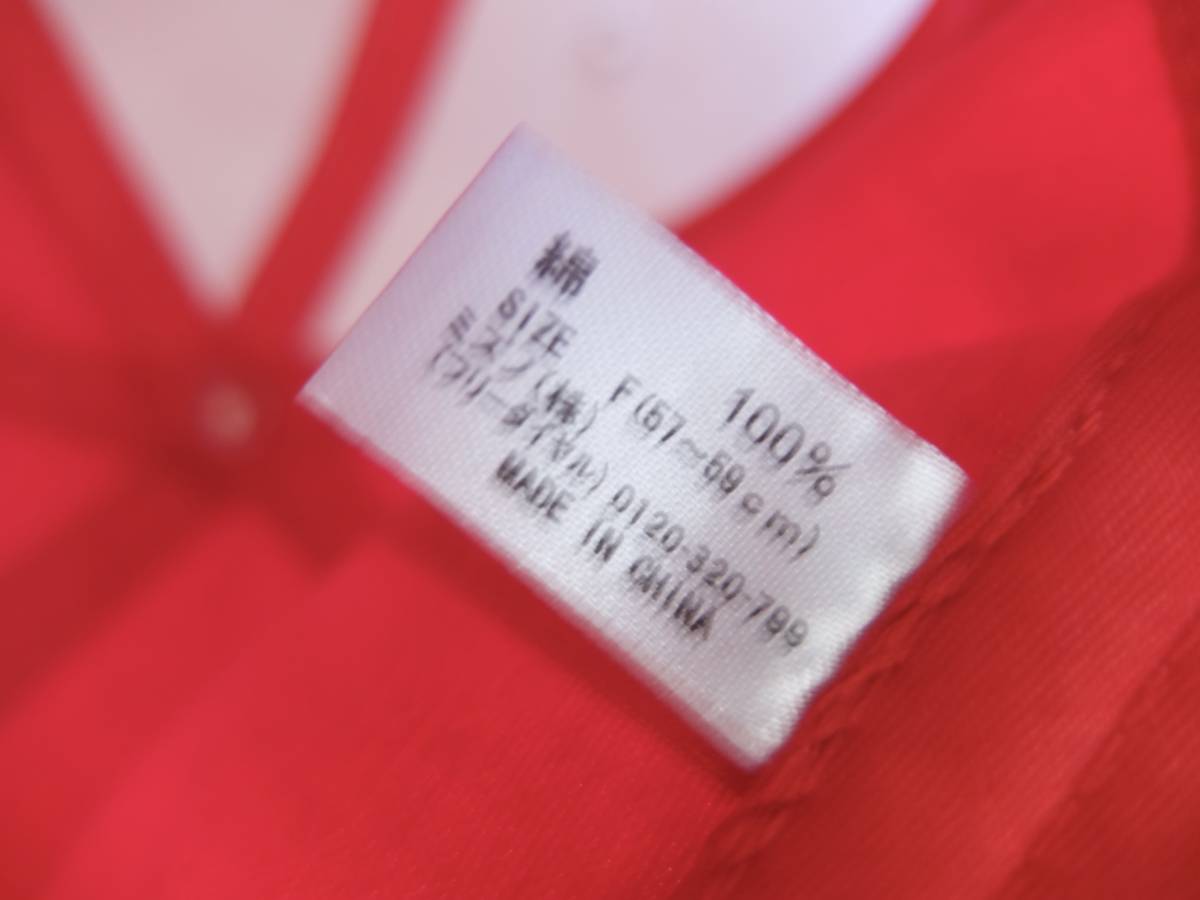 綿 100%
SIZE F(57~59cm)
ミズノ(株)
(フリーダイヤル) 0120-320-799
MADE IN CHINA